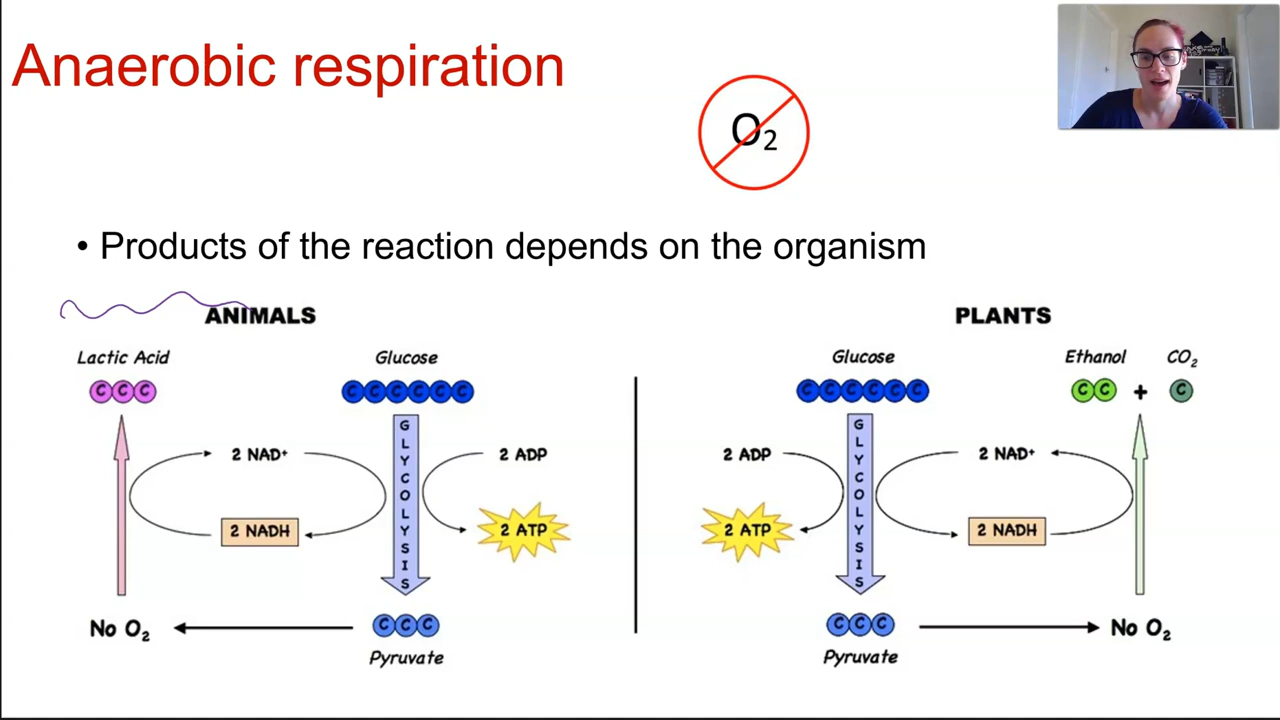 Anaerobic respiration
O₂
• Products of the reaction depends on the organism
ANIMALS
Lactic Acid
Glucose
C C C
C C C C C C
GLYCOLYSIS
2 NAD⁺
2 ADP
2 NADH
2 ATP
No O₂
C C C
Pyruvate
PLANTS
Glucose
Ethanol
CO₂
C C C C C C
C C + C
GLYCOLYSIS
2 ADP
2 NAD⁺
2 ATP
2 NADH
C C C
No O₂
Pyruvate